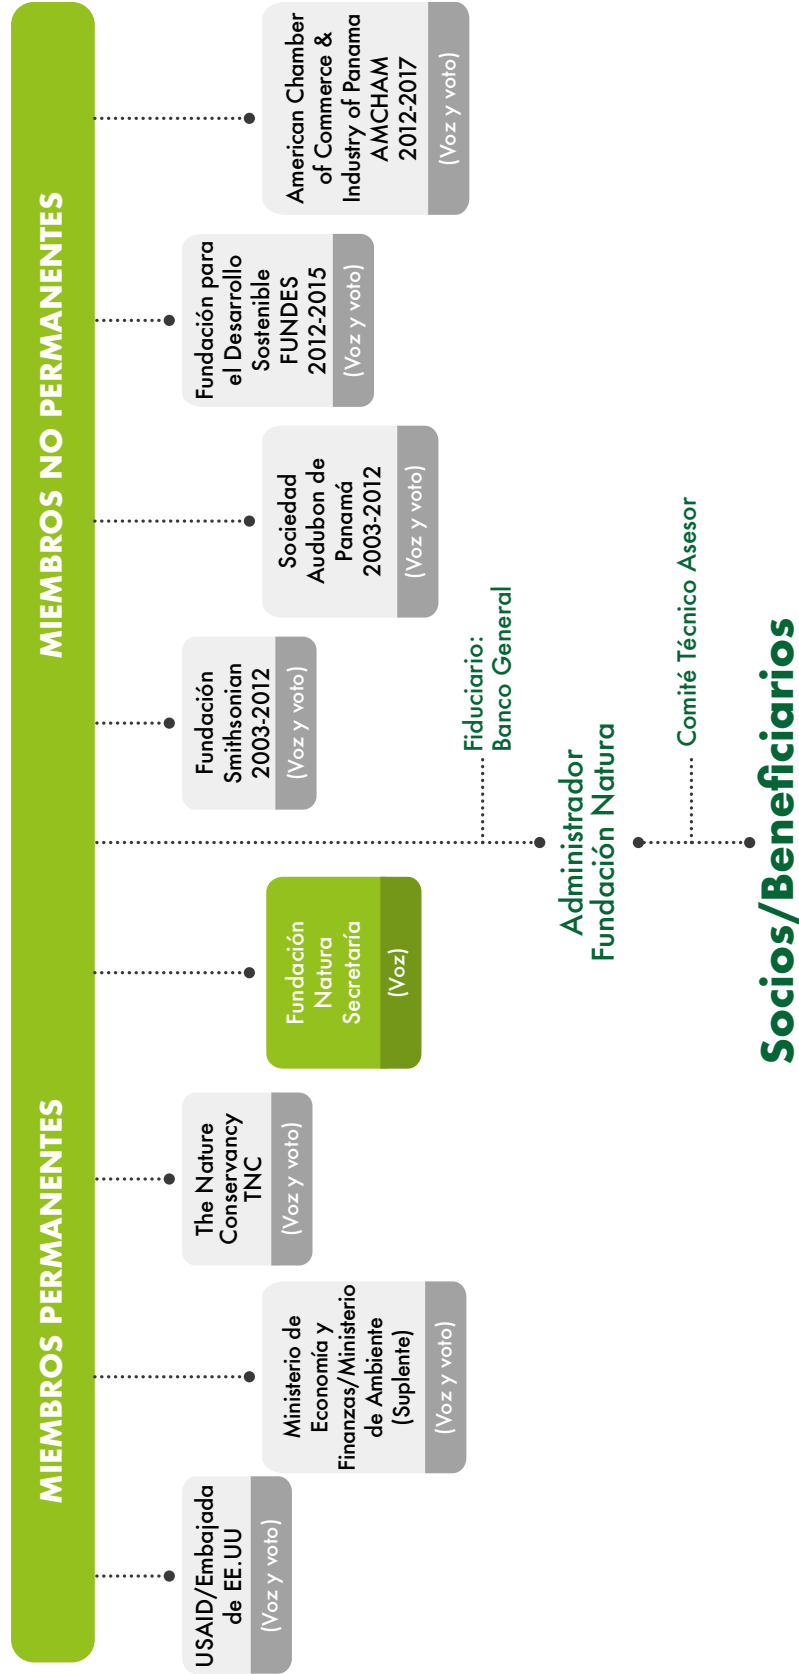 MIEMBROS PERMANENTES
MIEMBROS NO PERMANENTES
USAID/Embajada
de EE.UU
(Voz y voto)
Ministerio de
Economía y
Finanzas/Ministerio
de Ambiente
(Suplente)
(Voz y voto)
The Nature
Conservancy
TNC
(Voz y voto)
Fundación
Natura
Secretaría
(Voz)
Fundación
Smithsonian
2003-2012
(Voz y voto)
Sociedad
Audubon de
Panamá
2003-2012
(Voz y voto)
Fundación para
el Desarrollo
Sostenible
FUNDES
2012-2015
(Voz y voto)
American Chamber
of Commerce &
Industry of Panama
AMCHAM
2012-2017
(Voz y voto)
Fiduciario:
Banco General
Administrador
Fundación Natura
Comité Técnico Asesor
Socios/Beneficiarios